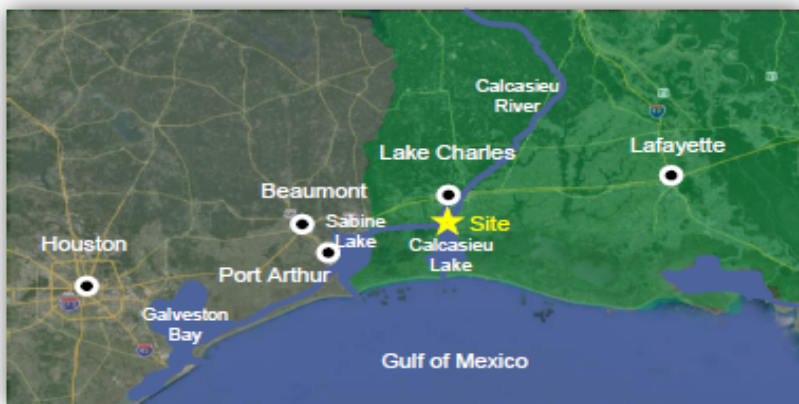 Calcasieu
River
Lake Charles
Lafayette
Beaumont
Sabine
Lake
Site
Houston
Calcasieu
Lake
Port Arthur
Galveston
Bay
Gulf of Mexico